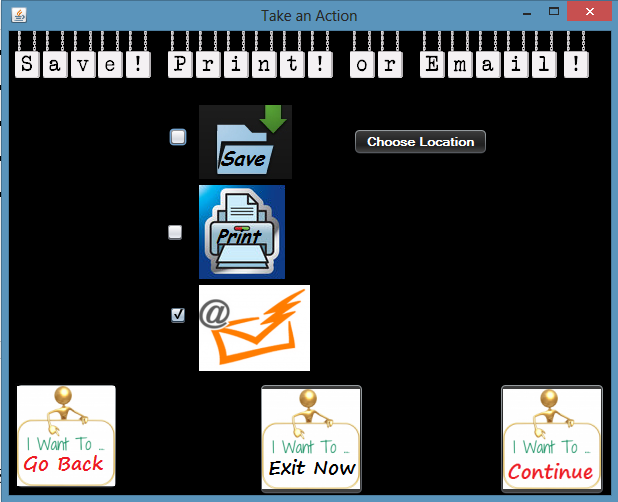 Take an Action
Save! Print! or Email!
Save
Choose Location
Print
@
I Want To ...
Go Back
I Want To ...
Exit Now
I Want To ...
Continue